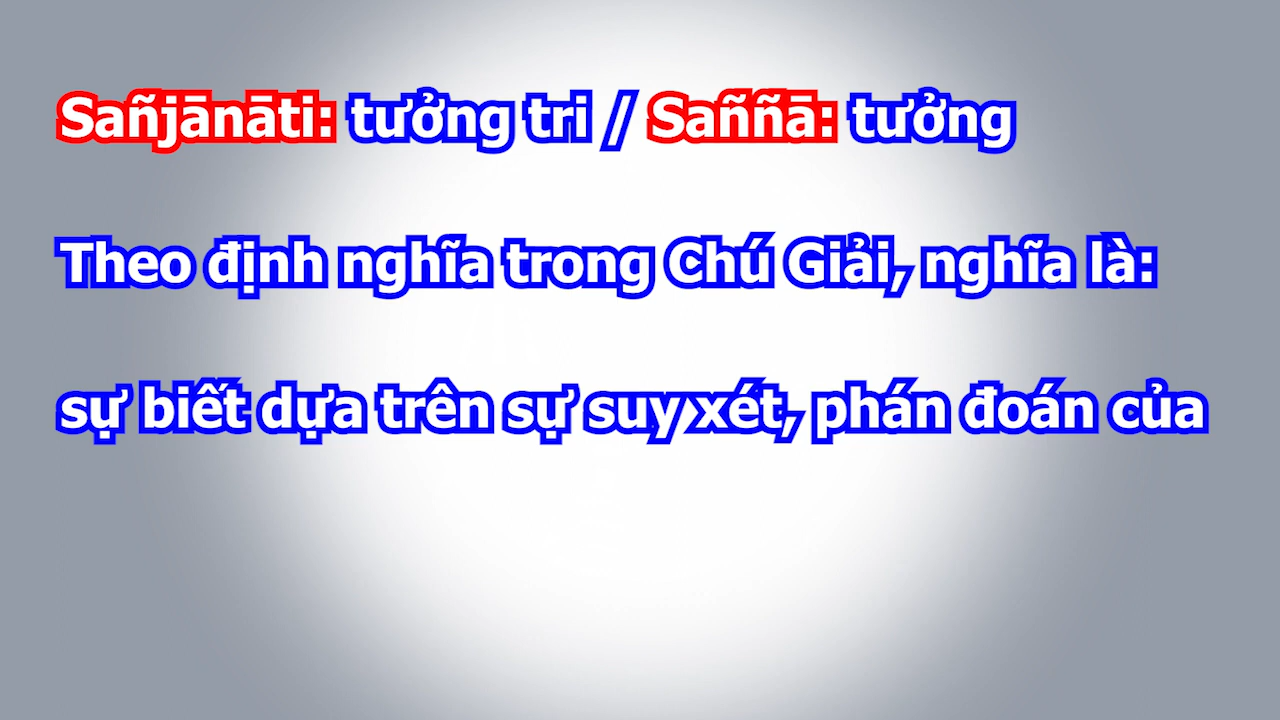 Sañjānāti: tưởng tri / Saññā: tưởng
Theo định nghĩa trong Chú Giải, nghĩa là:
sự biết dựa trên sự suy xét, phán đoán của